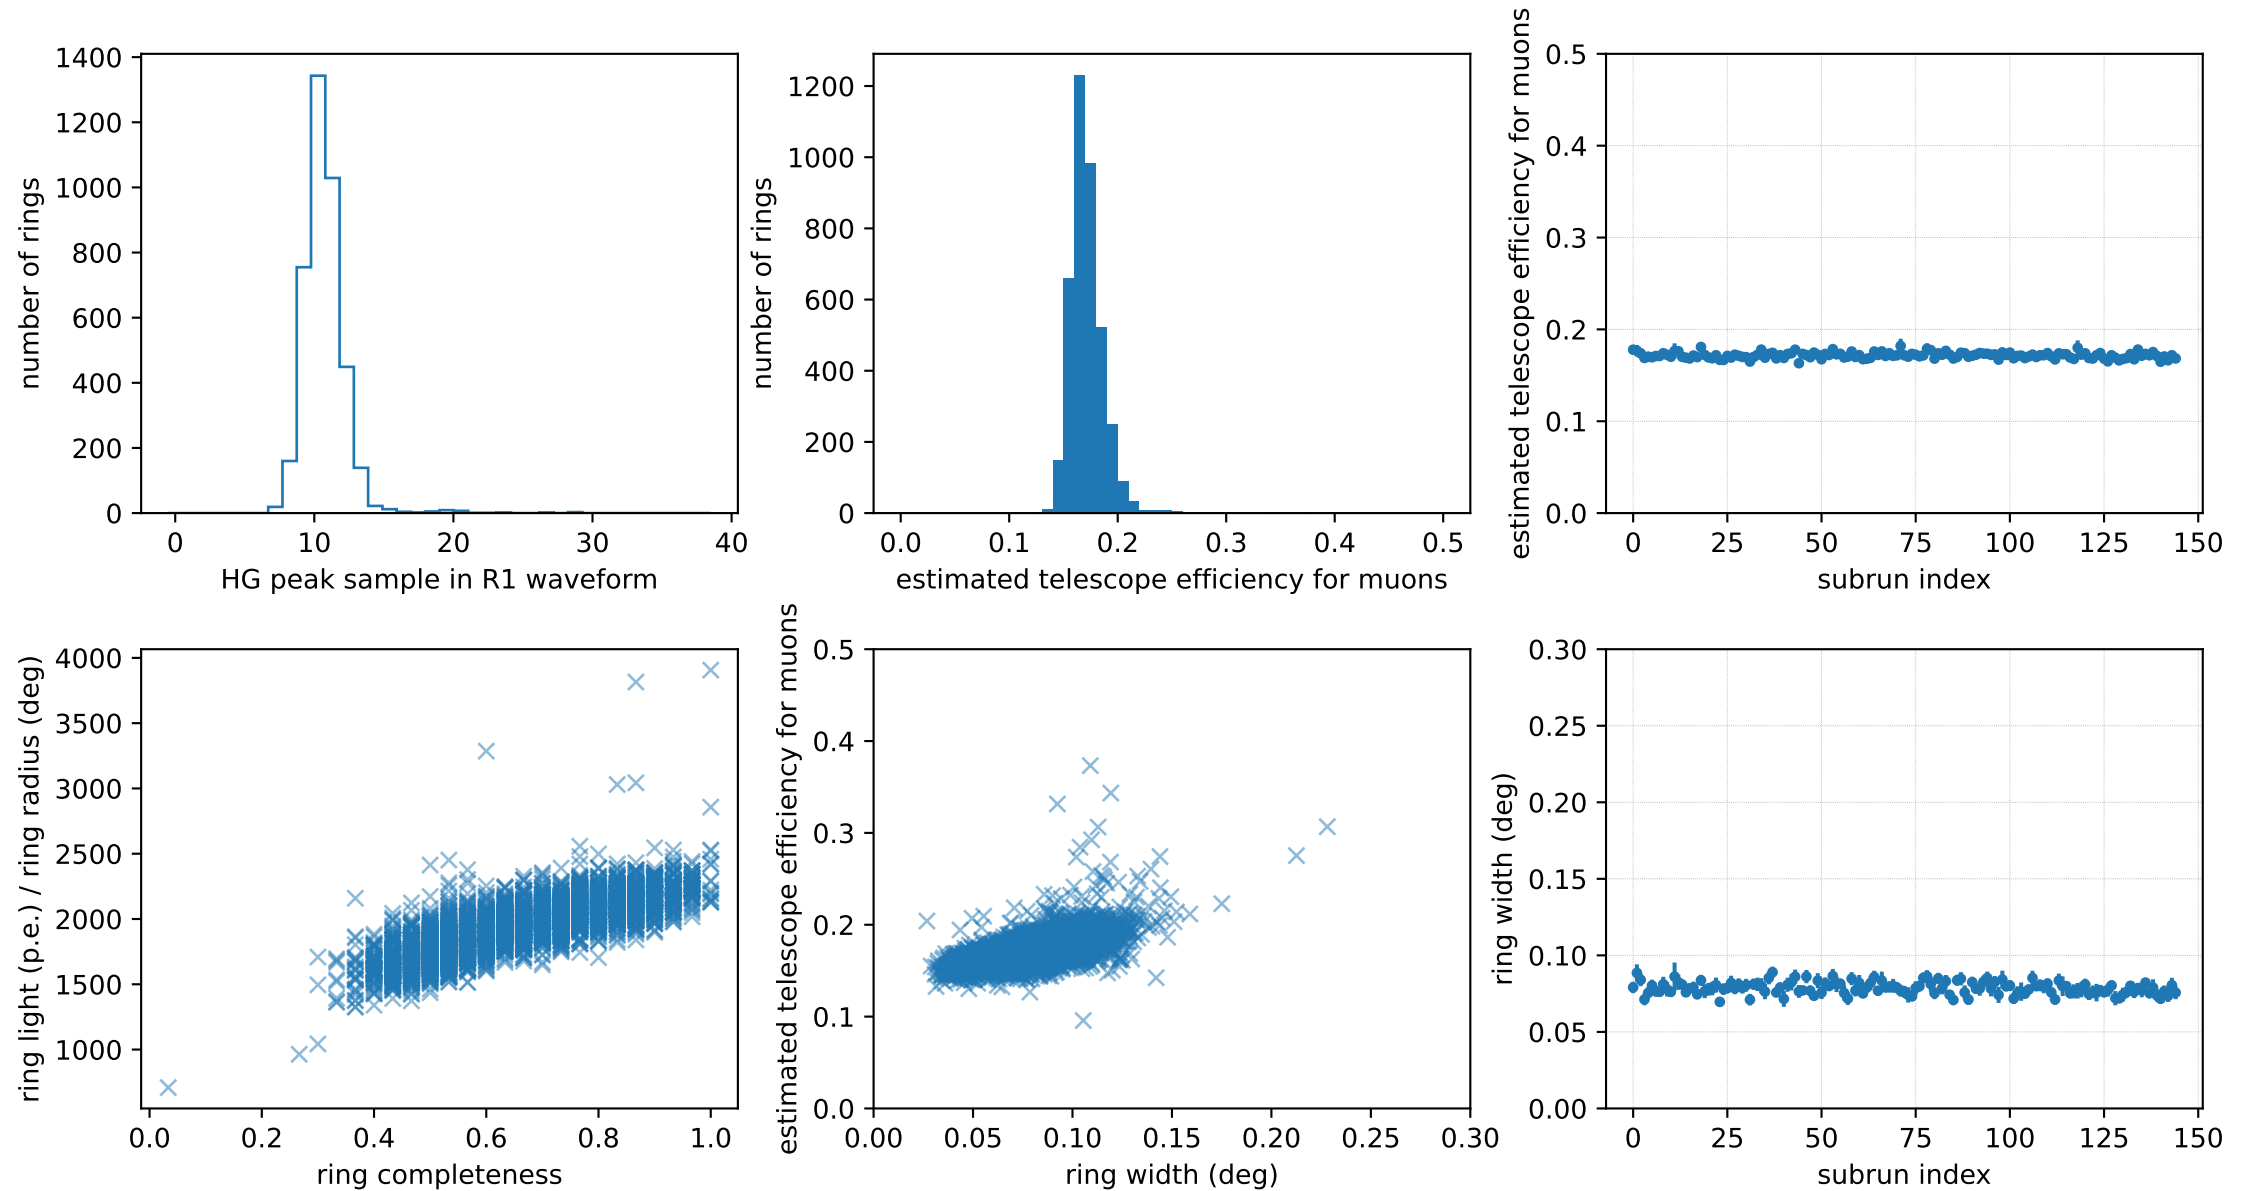 1400
1200
1000
800
600
400
200
0
number of rings
0 10 20 30 40
HG peak sample in R1 waveform
1200
1000
800
600
400
200
0
number of rings
0.0 0.1 0.2 0.3 0.4 0.5
estimated telescope efficiency for muons
0.5
0.4
0.3
0.2
0.1
0.0
estimated telescope efficiency for muons
0 25 50 75 100 125 150
subrun index
4000
3500
3000
2500
2000
1500
1000
ring light (p.e.) / ring radius (deg)
0.0 0.2 0.4 0.6 0.8 1.0
ring completeness
0.5
0.4
0.3
0.2
0.1
0.0
estimated telescope efficiency for muons
0.00 0.05 0.10 0.15 0.20 0.25 0.30
ring width (deg)
0.30
0.25
0.20
0.15
0.10
0.05
0.00
ring width (deg)
0 25 50 75 100 125 150
subrun index